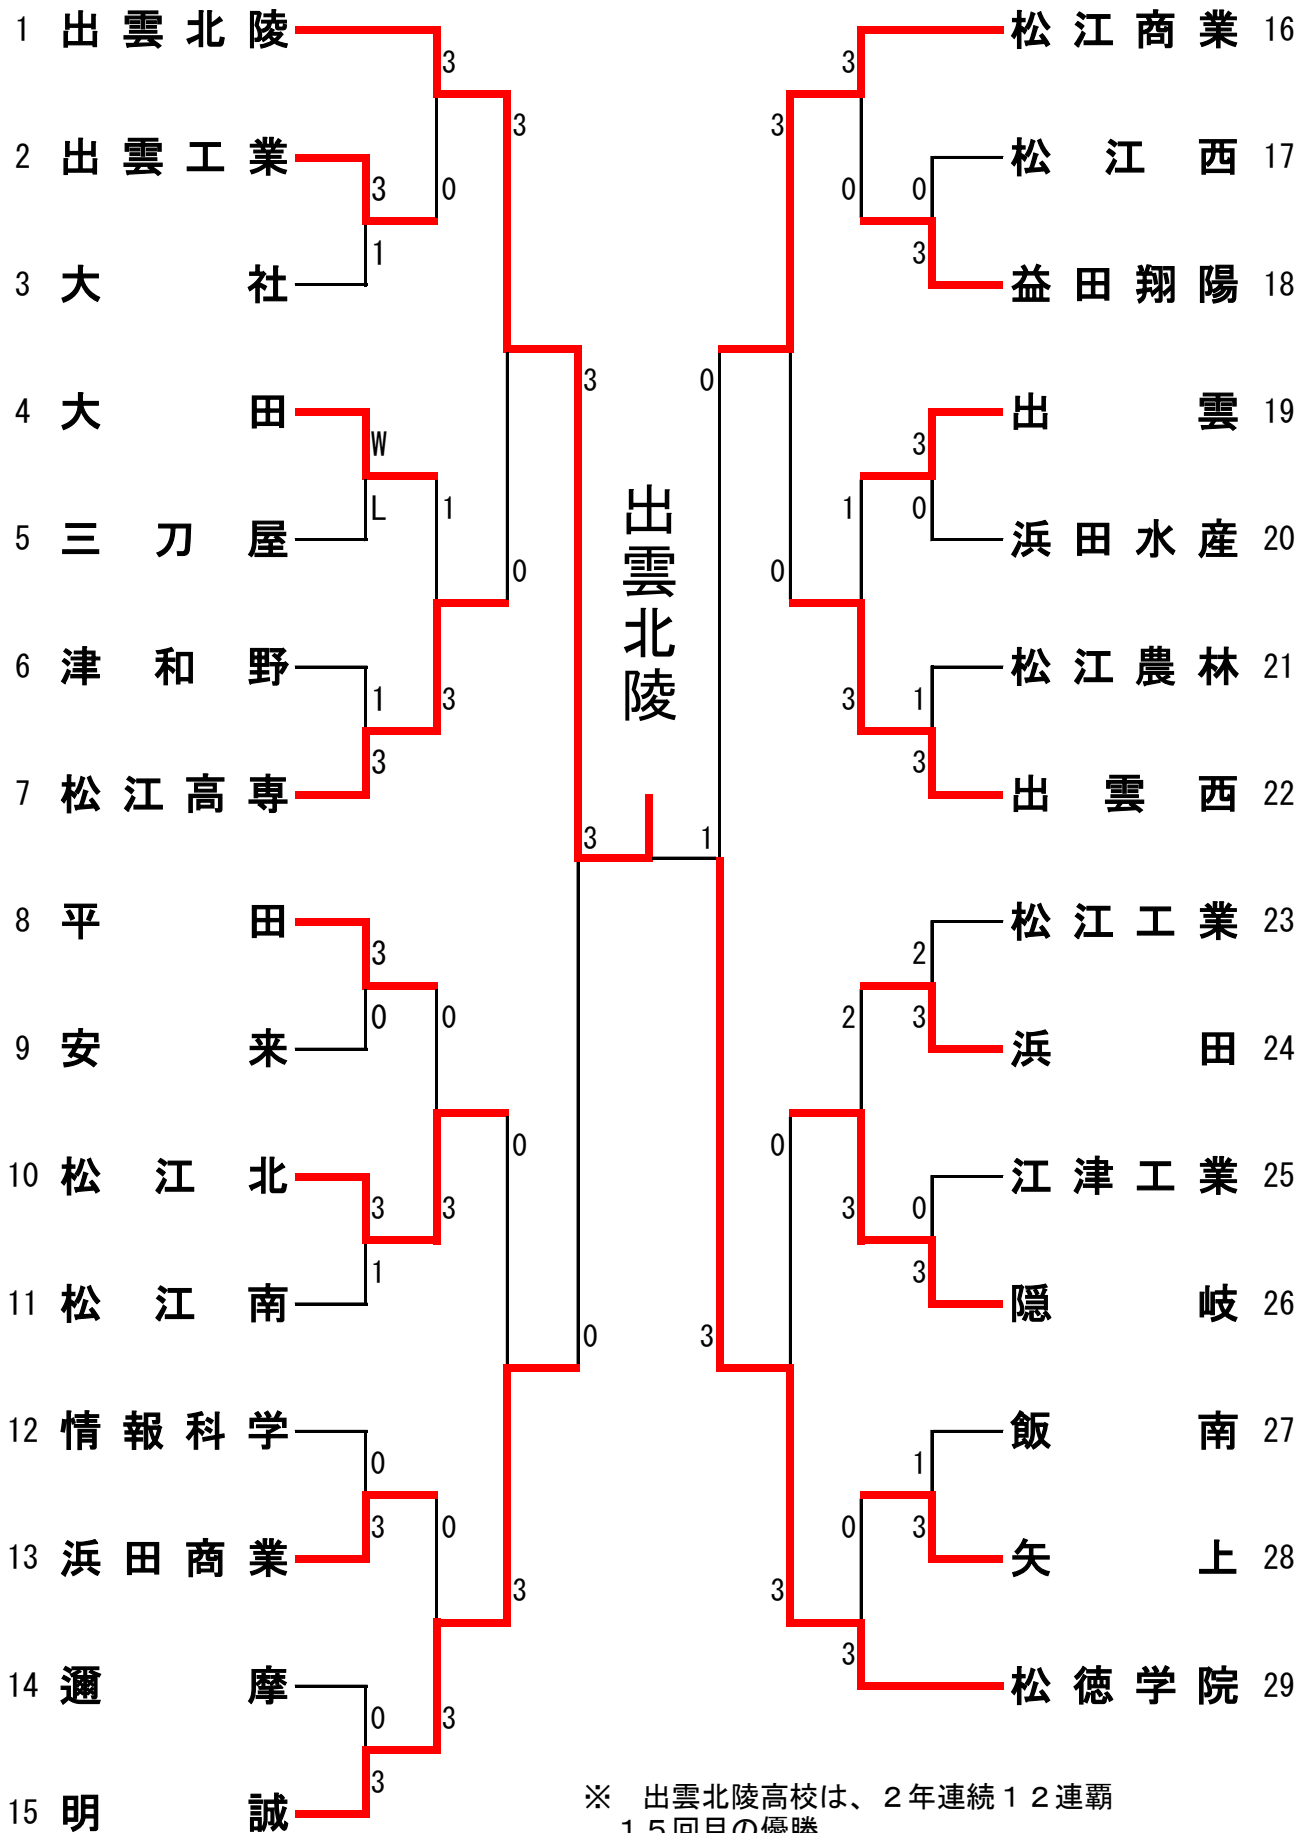 1 出雲北陵
3
2 出雲工業
3
0
1
3 大社
3
4 大田
W
L
1
5 三刀屋
0
6 津和野
1
3
3
7 松江高専
3
3
8 平田
3
0
0
9 安来
10 松江北
3
3
1
0
11 松江南
0
12 情報科学
0
3
0
13 浜田商業
3
14 邇摩
0
3
3
15 明誠
出雲北陵
松江商業 16
3
3
松江西 17
0
0
3
益田翔陽 18
0
出雲 19
3
0
1
浜田水産 20
0
松江農林 21
1
3
3
出雲西 22
1
松江工業 23
2
3
2
浜田 24
0
江津工業 25
0
3
3
隠岐 26
3
飯南 27
1
3
0
矢上 28
3
3
松徳学院 29
※ 出雲北陵高校は、２年連続１２連覇
１５回目の優勝